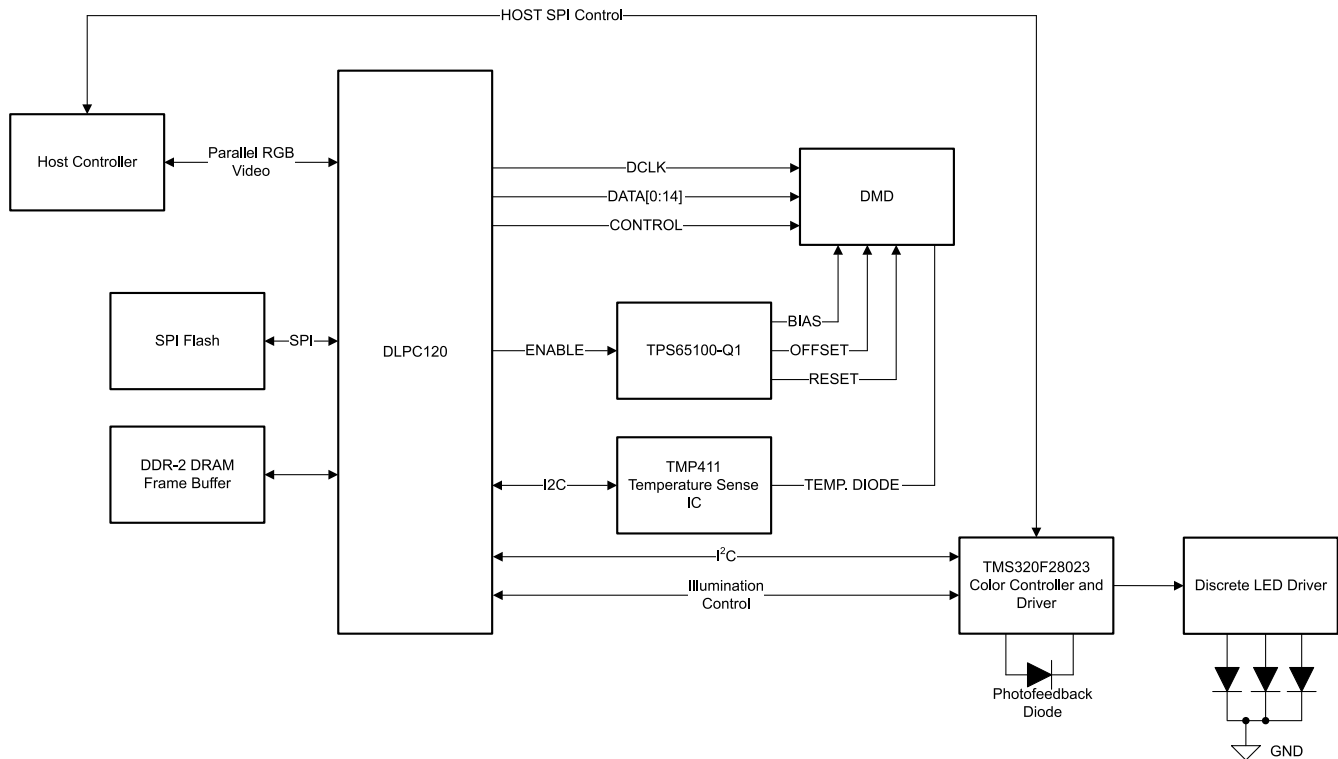 HOST SPI Control
Host Controller
Parallel RGB
Video
DCLK
DATA[0:14]
CONTROL
DMD
SPI Flash
SPI
DLPC120
ENABLE
TPS65100-Q1
BIAS
OFFSET
RESET
DDR-2 DRAM
Frame Buffer
I2C
TMP411
Temperature Sense
IC
TEMP. DIODE
I²C
Illumination
Control
TMS320F28023
Color Controller and
Driver
Discrete LED Driver
Photofeedback
Diode
GND